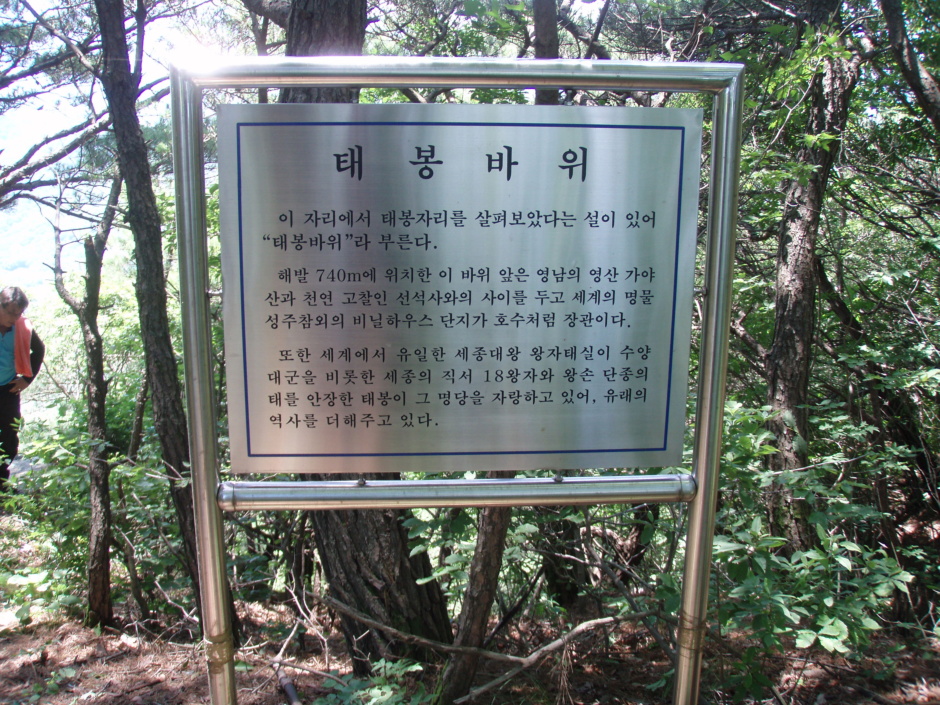 태봉바위
이 자리에서 태봉자리를 살펴보았다는 설이 있어
“태봉바위”라 부른다.
해발 740m에 위치한 이 바위 앞은 영남의 영산 가야
산과 천연 고찰인 선석사와의 사이를 두고 세계의 명물
성주참외의 비닐하우스 단지가 호수처럼 장관이다.
또한 세계에서 유일한 세종대왕 왕자태실이 수양
대군을 비롯한 세종의 직서 18왕자와 왕손 단종의
태를 안장한 태봉이 그 명당을 자랑하고 있어, 유래의
역사를 더해주고 있다.